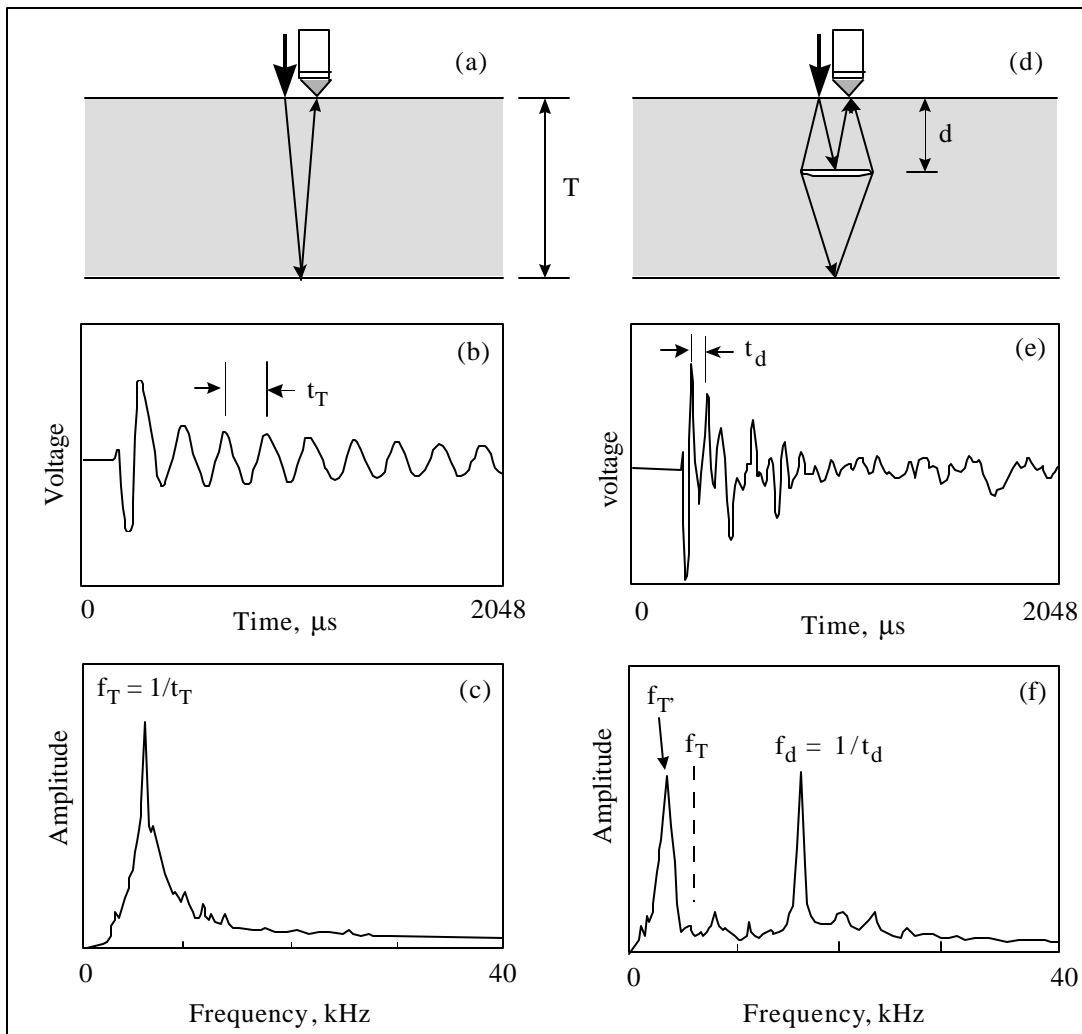 (a)
T
(d)
d
(b)
t_T
Voltage
0
2048
Time, μs
(e)
t_d
voltage
0
2048
Time, μs
(c)
f_T = 1/t_T
Amplitude
0
40
Frequency, kHz
(f)
f_T'
f_T
f_d = 1/t_d
Amplitude
0
40
Frequency, kHz